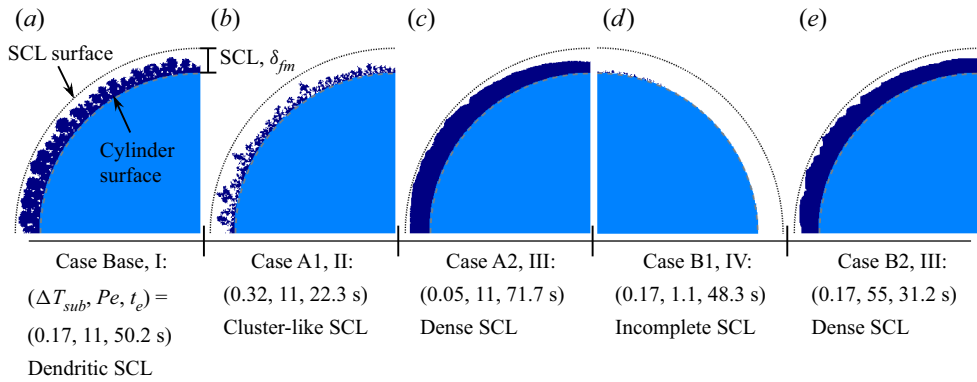 (a)
(b)
(c)
(d)
(e)
SCL surface
SCL, δfm
Cylinder
surface
Case Base, I:
(ΔTsub, Pe, te) =
(0.17, 11, 50.2 s)
Dendritic SCL
Case A1, II:
(0.32, 11, 22.3 s)
Cluster-like SCL
Case A2, III:
(0.05, 11, 71.7 s)
Dense SCL
Case B1, IV:
(0.17, 1.1, 48.3 s)
Incomplete SCL
Case B2, III:
(0.17, 55, 31.2 s)
Dense SCL